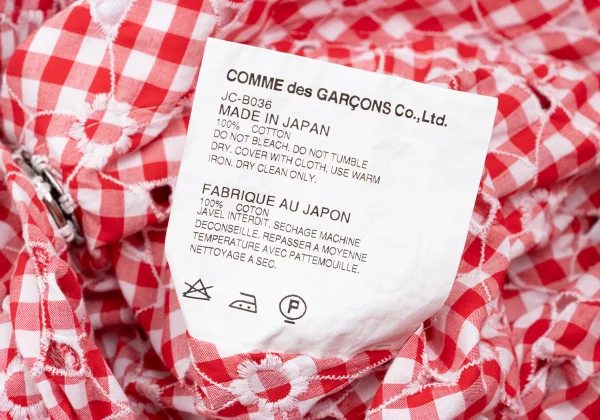 COMME des GARÇONS Co.,Ltd.
JC-B036
MADE IN JAPAN
100% COTTON
DO NOT BLEACH. DO NOT TUMBLE
DRY. COVER WITH CLOTH, USE WARM
IRON. DRY CLEAN ONLY.
FABRIQUE AU JAPON
100% COTON
JAVEL INTERDIT. SECHAGE MACHINE
DECONSEILLE. REPASSER A MOYENNE
TEMPERATURE AVEC PATTEMOUILLE.
NETTOYAGE A SEC.
P